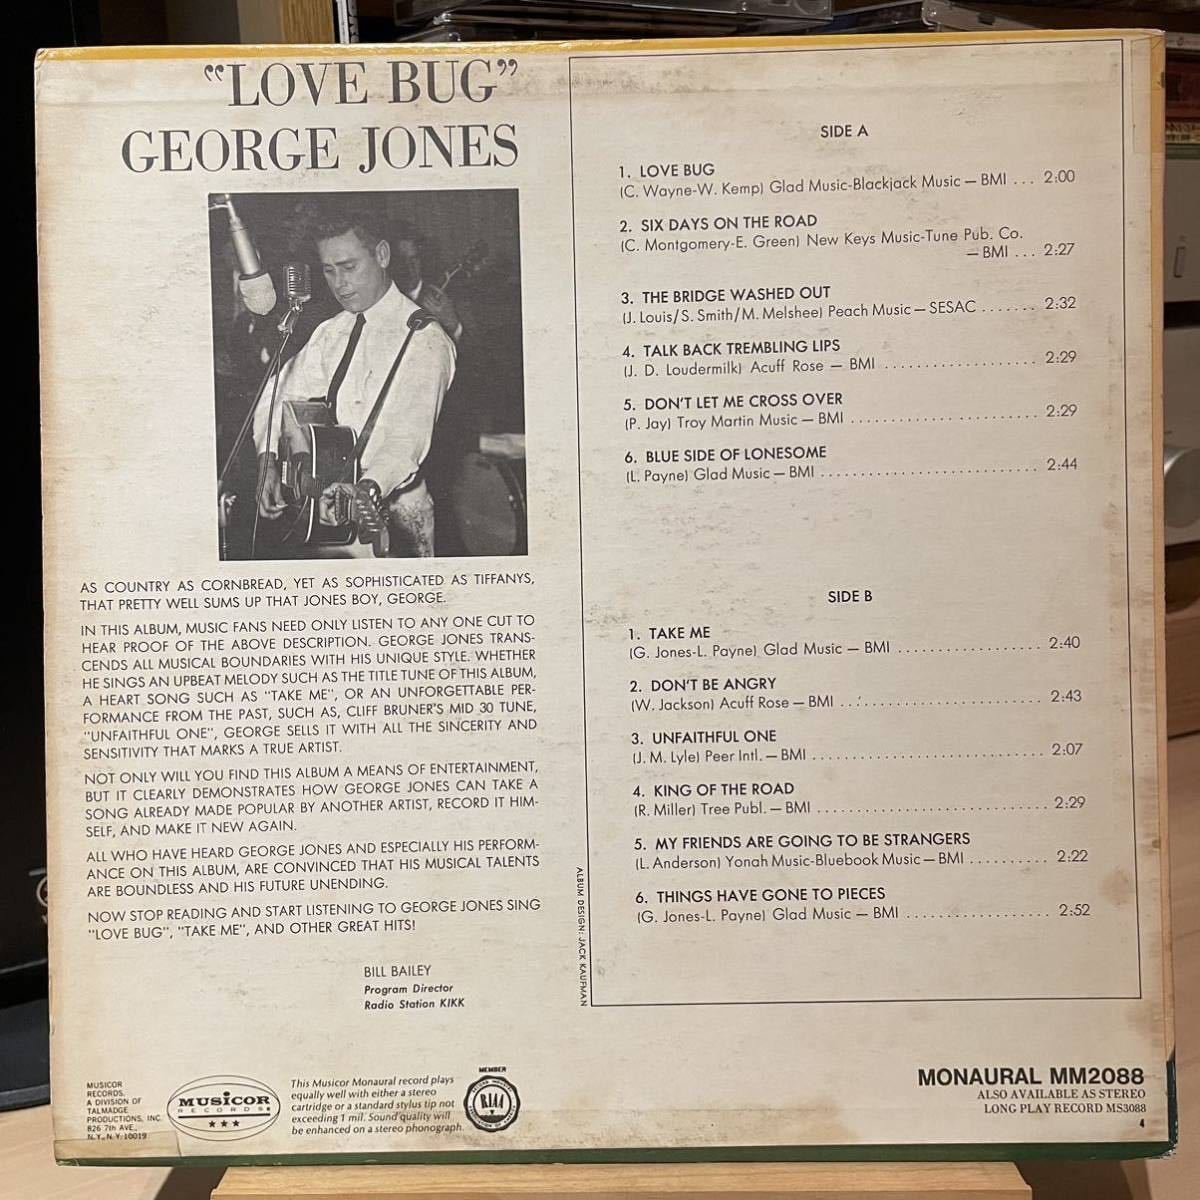 “LOVE BUG”
GEORGE JONES
AS COUNTRY AS CORNBREAD, YET AS SOPHISTICATED AS TIFFANYS,
THAT PRETTY WELL SUMS UP THAT JONES BOY, GEORGE.
IN THIS ALBUM, MUSIC FANS NEED ONLY LISTEN TO ANY ONE CUT TO
HEAR PROOF OF THE ABOVE DESCRIPTION. GEORGE JONES TRANS-
CENDS ALL MUSICAL BOUNDARIES WITH HIS UNIQUE STYLE. WHETHER
HE SINGS AN UPBEAT MELODY SUCH AS THE TITLE TUNE OF THIS ALBUM,
A HEART SONG SUCH AS "TAKE ME", OR AN UNFORGETTABLE PER-
FORMANCE FROM THE PAST, SUCH AS, CLIFF BRUNER'S MID 30 TUNE,
"UNFAITHFUL ONE", GEORGE SELLS IT WITH ALL THE SINCERITY AND
SENSITIVITY THAT MARKS A TRUE ARTIST.
NOT ONLY WILL YOU FIND THIS ALBUM A MEANS OF ENTERTAINMENT,
BUT IT CLEARLY DEMONSTRATES HOW GEORGE JONES CAN TAKE A
SONG ALREADY MADE POPULAR BY ANOTHER ARTIST, RECORD IT HIM-
SELF, AND MAKE IT NEW AGAIN.
ALL WHO HAVE HEARD GEORGE JONES AND ESPECIALLY HIS PERFORM-
ANCE ON THIS ALBUM, ARE CONVINCED THAT HIS MUSICAL TALENTS
ARE BOUNDLESS AND HIS FUTURE UNENDING.
NOW STOP READING AND START LISTENING TO GEORGE JONES SING
"LOVE BUG", "TAKE ME", AND OTHER GREAT HITS!
BILL BAILEY
Program Director
Radio Station KIKK
SIDE A
1. LOVE BUG
(C. Wayne-W. Kemp) Glad Music-Blackjack Music — BMI ... 2:00
2. SIX DAYS ON THE ROAD
(C. Montgomery-E. Green) New Keys Music-Tune Pub. Co.
— BMI ... 2:27
3. THE BRIDGE WASHED OUT
(J. Louis/S. Smith/M. Melshee) Peach Music — SESAC ....... 2:32
4. TALK BACK TREMBLING LIPS
(J. D. Loudermilk) Acuff Rose — BMI ................... 2:29
5. DON'T LET ME CROSS OVER
(P. Jay) Troy Martin Music — BMI ....................... 2:29
6. BLUE SIDE OF LONESOME
(L. Payne) Glad Music — BMI ........................... 2:44
SIDE B
1. TAKE ME
(G. Jones-L. Payne) Glad Music — BMI .................. 2:40
2. DON'T BE ANGRY
(W. Jackson) Acuff Rose — BMI ......................... 2:43
3. UNFAITHFUL ONE
(J. M. Lyle) Peer Intl. — BMI ............................. 2:07
4. KING OF THE ROAD
(R. Miller) Tree Publ. — BMI ............................ 2:29
5. MY FRIENDS ARE GOING TO BE STRANGERS
(L. Anderson) Yonah Music-Bluebook Music — BMI .......... 2:22
6. THINGS HAVE GONE TO PIECES
(G. Jones-L. Payne) Glad Music — BMI .................. 2:52
ALBUM DESIGN: JACK KAUFMAN
MUSICOR
RECORDS,
A DIVISION OF
TALMADGE
PRODUCTIONS, INC.
826 7th AVE.,
N.Y., N.Y. 10019
MUSICOR
RECORDS
This Musicor Monaural record plays
equally well with either a stereo
cartridge or a standard stylus tip not
exceeding 1 mil. Sound quality will
be enhanced on a stereo phonograph.
MEMBER
RIAA
MONAURAL MM2088
ALSO AVAILABLE AS STEREO
LONG PLAY RECORD MS3088
4